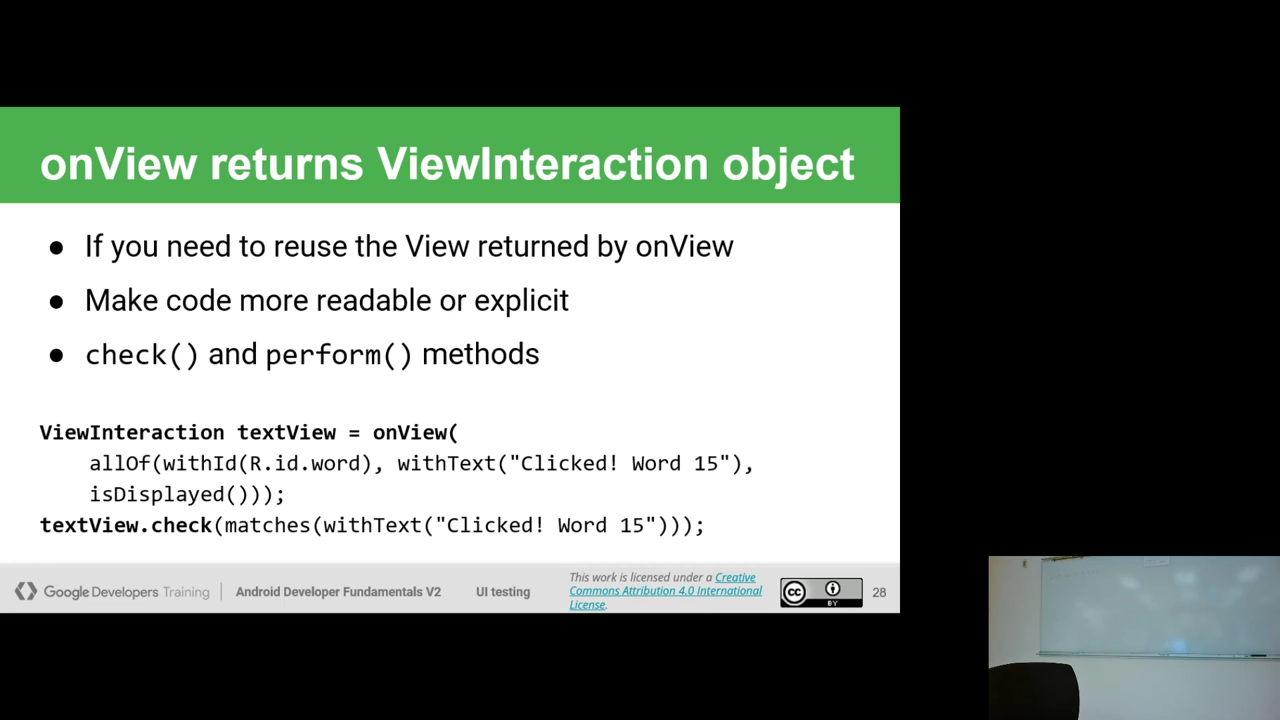 onView returns ViewInteraction object
● If you need to reuse the View returned by onView
● Make code more readable or explicit
● check() and perform() methods
ViewInteraction textView = onView(
allOf(withId(R.id.word), withText("Clicked! Word 15"),
isDisplayed()));
textView.check(matches(withText("Clicked! Word 15")));
Google Developers Training
Android Developer Fundamentals V2
UI testing
This work is licensed under a Creative
Commons Attribution 4.0 International
License.
cc
BY
28